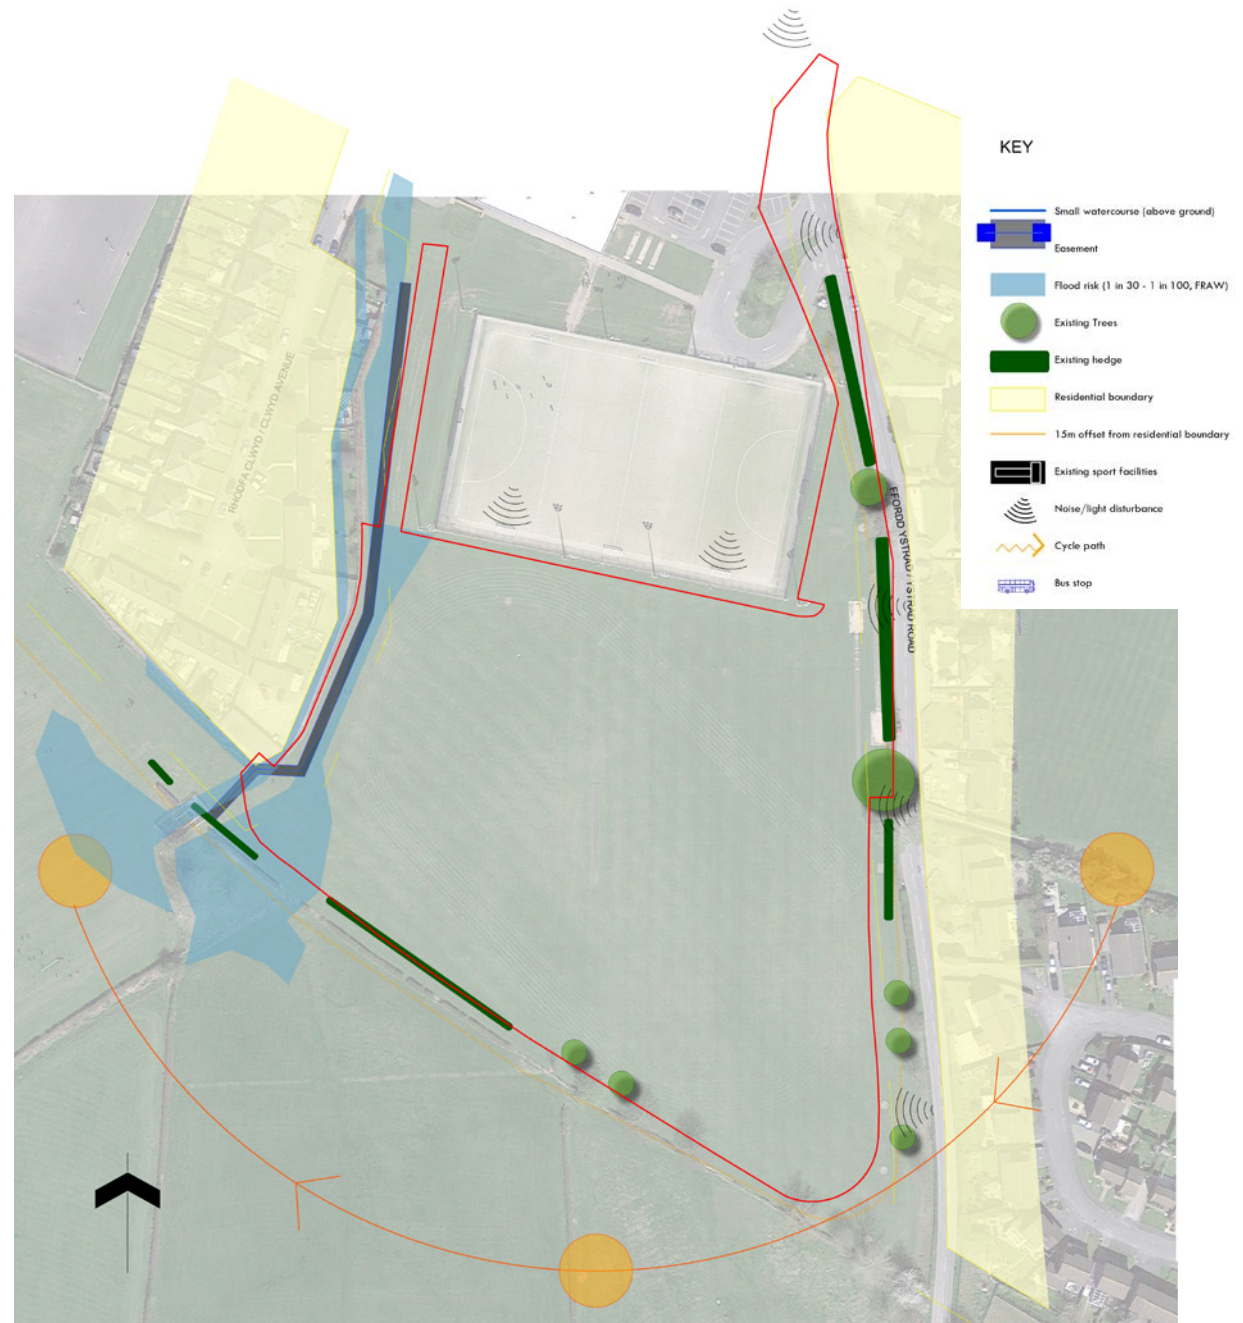 KEY
Small watercourse (above ground)
Easement
Flood risk (1 in 30 - 1 in 100, FRAW)
Existing Trees
Existing hedge
Residential boundary
15m offset from residential boundary
Existing sport facilities
Noise/light disturbance
Cycle path
Bus stop
RHODFA CLWYD / CLWYD AVENUE
FFORDD YSTRAD / YSTRAD ROAD